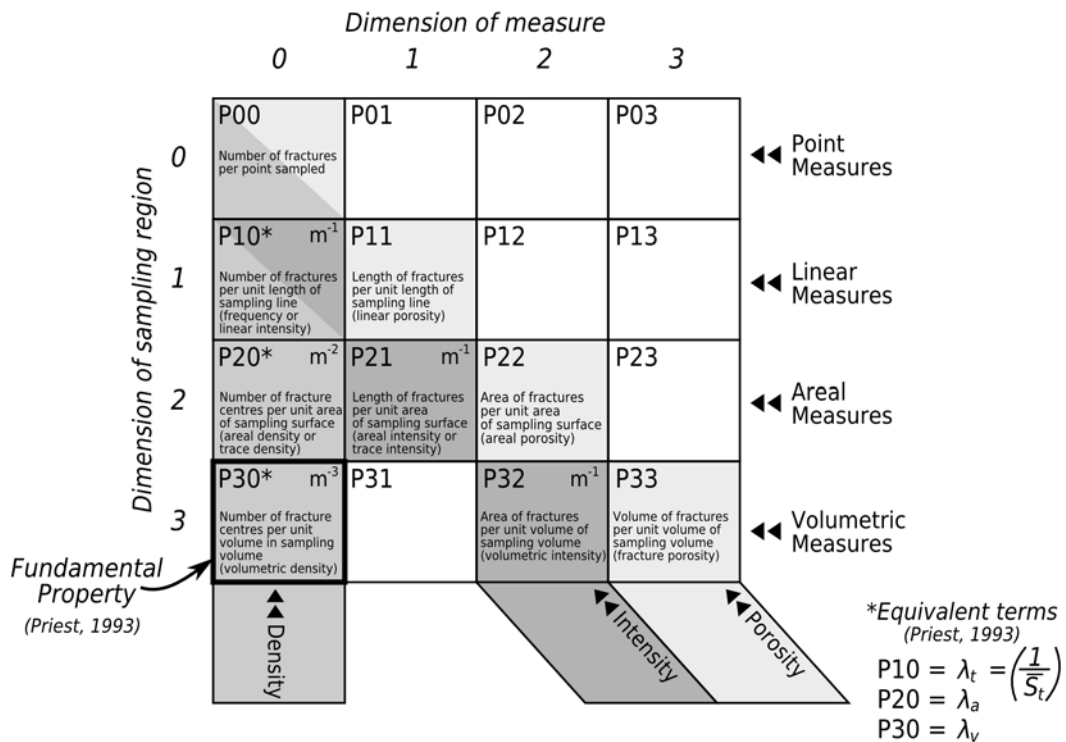 Dimension of measure
0 1 2 3
Dimension of sampling region
0
P00
Number of fractures
per point sampled
P01
P02
P03
◄◄ Point
Measures
1
P10* m⁻¹
Number of fractures
per unit length of
sampling line
(frequency or
linear intensity)
P11
Length of fractures
per unit length of
sampling line
(linear porosity)
P12
P13
◄◄ Linear
Measures
2
P20* m⁻²
Number of fracture
centres per unit area
of sampling surface
(areal density or
trace density)
P21 m⁻¹
Length of fractures
per unit area
of sampling surface
(areal intensity or
trace intensity)
P22
Area of fractures
per unit area
of sampling surface
(areal porosity)
P23
◄◄ Areal
Measures
3
P30* m⁻³
Number of fracture
centres per unit
volume in sampling
volume
(volumetric density)
P31
P32 m⁻¹
Area of fractures
per unit volume of
sampling volume
(volumetric intensity)
P33
Volume of fractures
per unit volume of
sampling volume
(fracture porosity)
◄◄ Volumetric
Measures
Fundamental
Property
(Priest, 1993)
◄◄ Density
◄◄ Intensity
◄◄ Porosity
*Equivalent terms
(Priest, 1993)
P10 = λₜ = (1/S̄ₜ)
P20 = λₐ
P30 = λᵥ